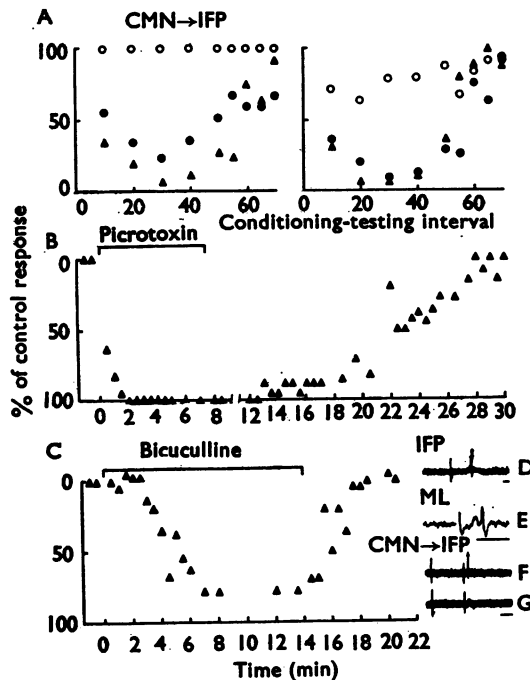 A
CMN→IFP
100
50
0
20 40 60
20 40 60
Conditioning-testing interval
% of control response
B
Picrotoxin
0
50
100
0 2 4 6 8 10 12 14 16 18 20 22 24 26 28 30
C
Bicuculline
0
50
100
0 2 4 6 8 10 12 14 16 18 20 22
Time (min)
IFP
D
ML
E
CMN→IFP
F
G